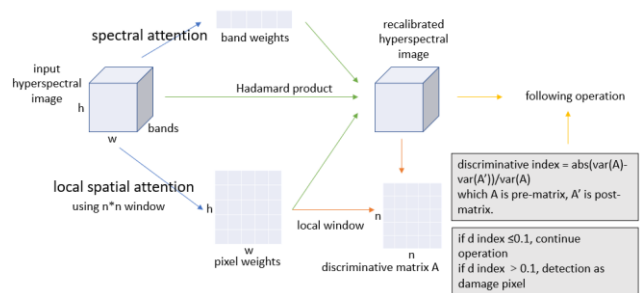 spectral attention
band weights
recalibrated
hyperspectral
image
input
hyperspectral
image
h
w
bands
Hadamard product
following operation
local spatial attention
using n*n window
h
w
pixel weights
local window
n
n
discriminative matrix A
discriminative index = abs(var(A)-
var(A'))/var(A)
which A is pre-matrix, A' is post-
matrix.
if d index ≤0.1, continue
operation
if d index > 0.1, detection as
damage pixel